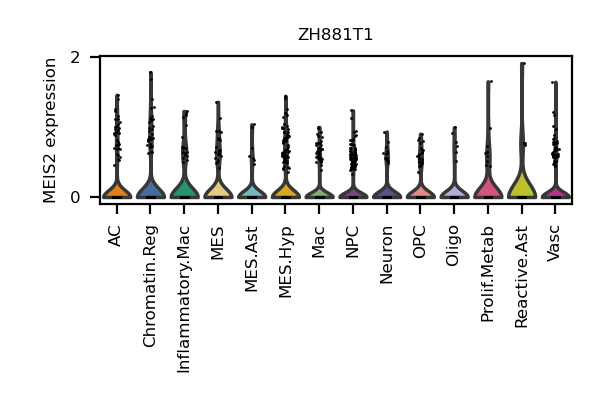 ZH881T1
MEIS2 expression
2
0
AC
Chromatin.Reg
Inflammatory.Mac
MES
MES.Ast
MES.Hyp
Mac
NPC
Neuron
OPC
Oligo
Prolif.Metab
Reactive.Ast
Vasc